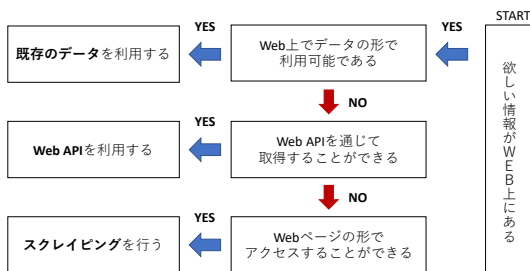 START
欲しい情報がWEB上にある
YES
Web上でデータの形で
利用可能である
YES
既存のデータを利用する
NO
Web APIを通じて
取得することができる
YES
Web APIを利用する
NO
Webページの形で
アクセスすることができる
YES
スクレイピングを行う